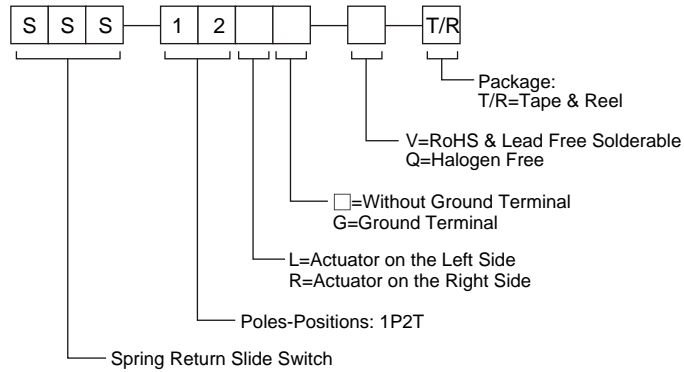 S S S 1 2 T/R
Package:
T/R=Tape & Reel
V=RoHS & Lead Free Solderable
Q=Halogen Free
□=Without Ground Terminal
G=Ground Terminal
L=Actuator on the Left Side
R=Actuator on the Right Side
Poles-Positions: 1P2T
Spring Return Slide Switch